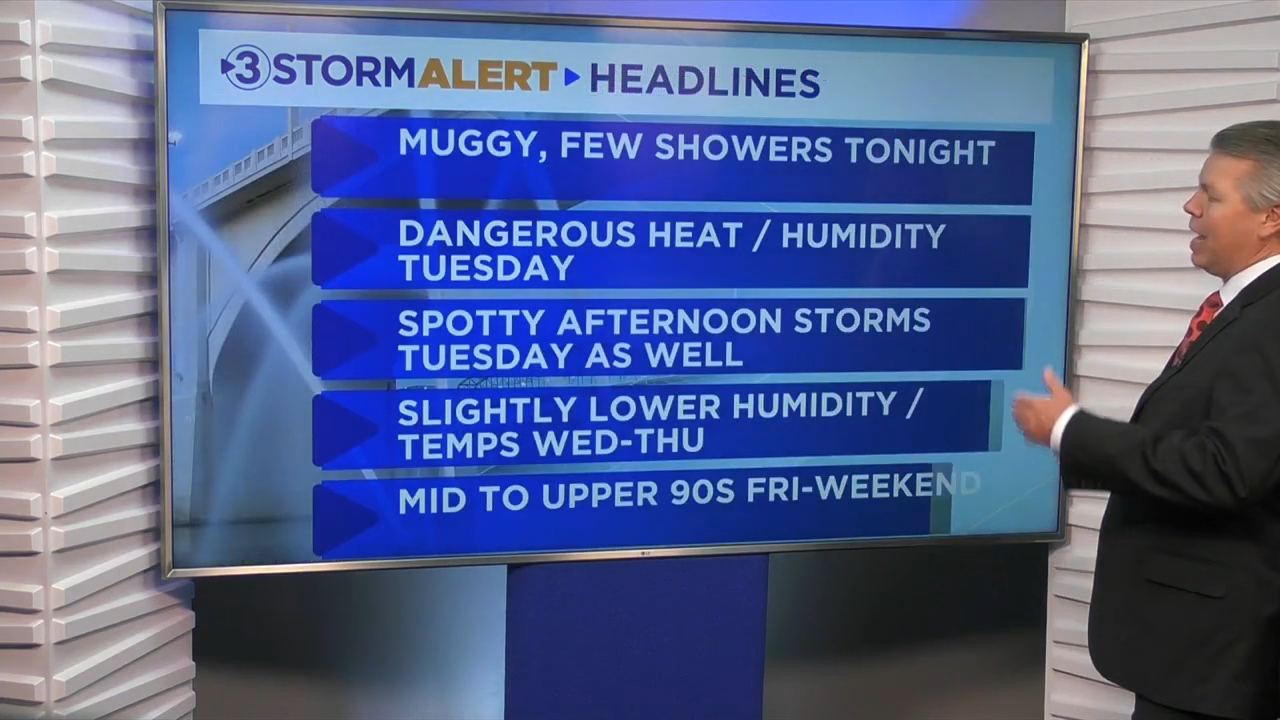 3 STORM ALERT HEADLINES
MUGGY, FEW SHOWERS TONIGHT
DANGEROUS HEAT / HUMIDITY
TUESDAY
SPOTTY AFTERNOON STORMS
TUESDAY AS WELL
SLIGHTLY LOWER HUMIDITY /
TEMPS WED-THU
MID TO UPPER 90S FRI-WEEKEND
LG